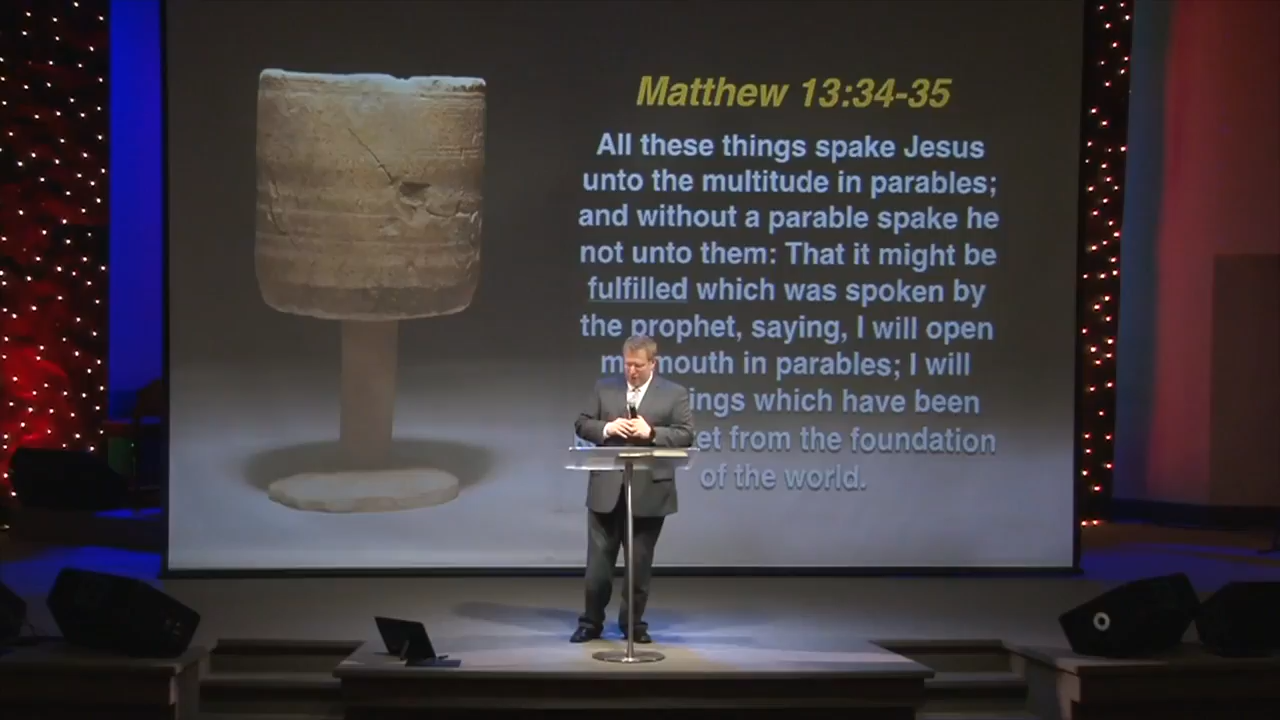 Matthew 13:34-35
All these things spake Jesus
unto the multitude in parables;
and without a parable spake he
not unto them: That it might be
fulfilled which was spoken by
the prophet, saying, I will open
mouth in parables; I will
which have been
from the foundation
of the world.